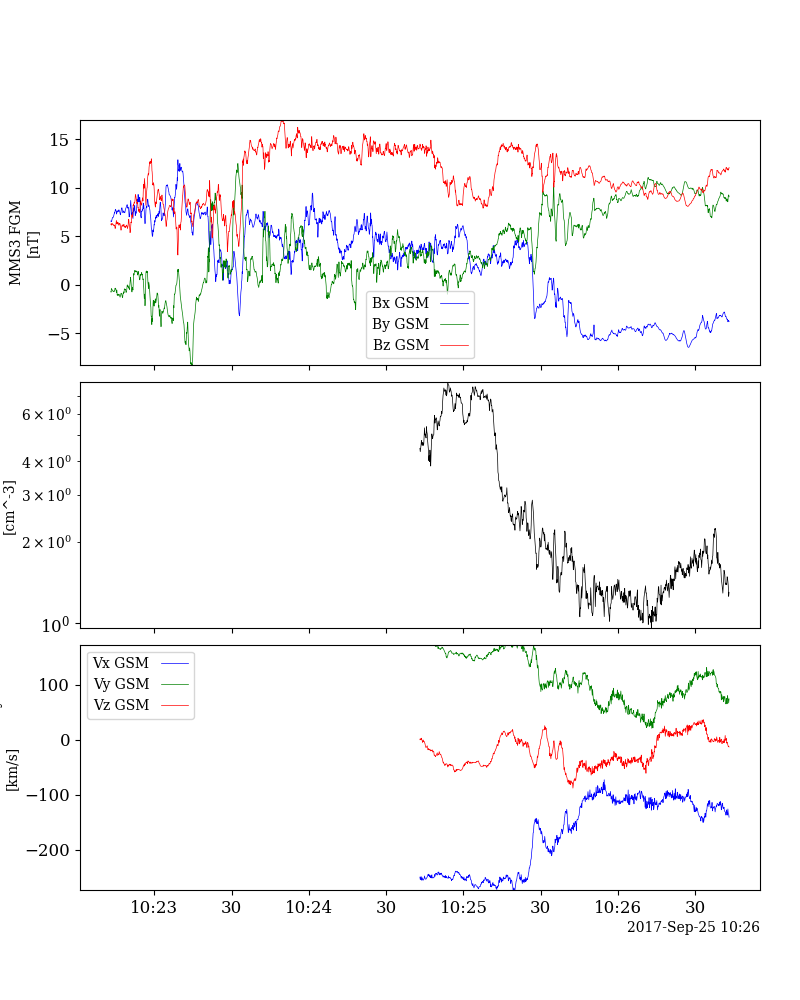 MMS3 FGM
[nT]
15
10
5
0
−5
Bx GSM
By GSM
Bz GSM
[cm^-3]
6 × 10⁰
4 × 10⁰
3 × 10⁰
2 × 10⁰
10⁰
[km/s]
100
0
−100
−200
Vx GSM
Vy GSM
Vz GSM
10:23 30 10:24 30 10:25 30 10:26 30
2017-Sep-25 10:26